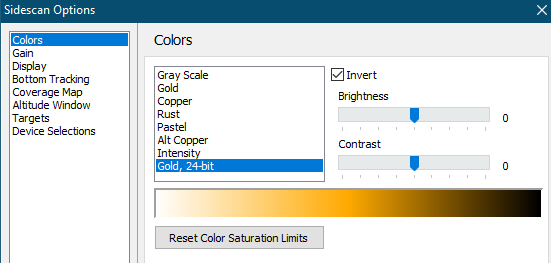 Sidescan Options
Colors
Gain
Display
Bottom Tracking
Coverage Map
Altitude Window
Targets
Device Selections
Colors
Gray Scale
Gold
Copper
Rust
Pastel
Alt Copper
Intensity
Gold, 24-bit
Invert
Brightness
0
Contrast
0
Reset Color Saturation Limits